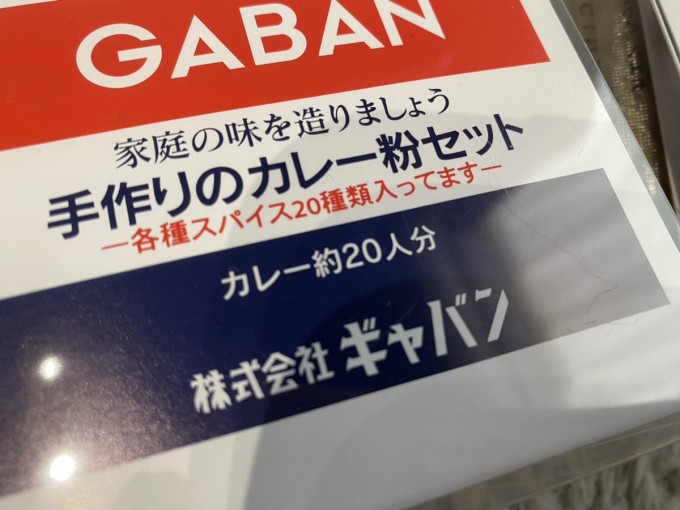 GABAN
家庭の味を造りましょう
手作りのカレー粉セット
―各種スパイス20種類入ってます―
カレー約20人分
株式会社ギャバン